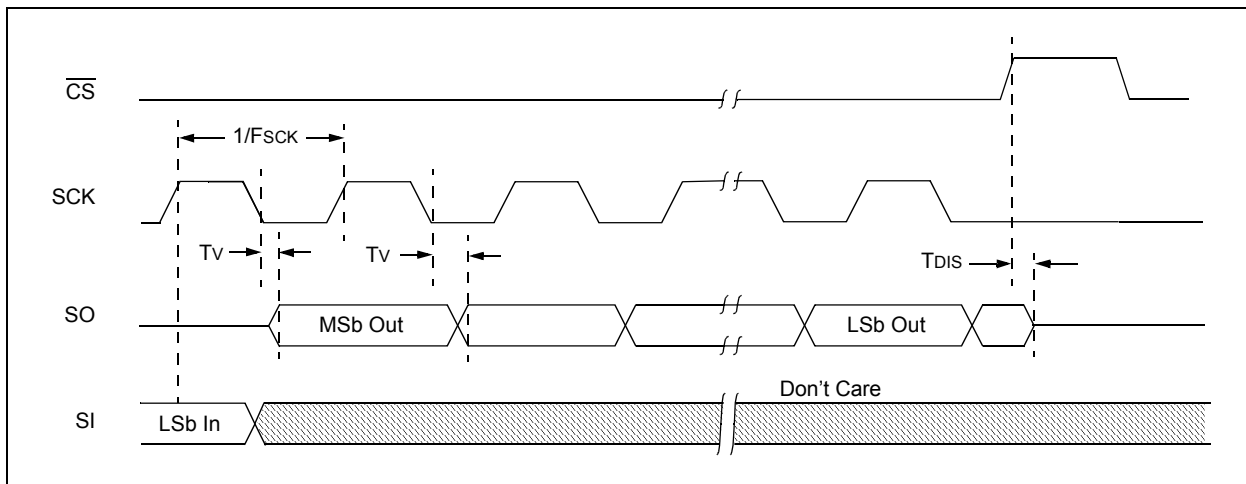 CS
1/FSCK
SCK
TV
TV
TDIS
SO
MSb Out
LSb Out
Don't Care
SI
LSb In